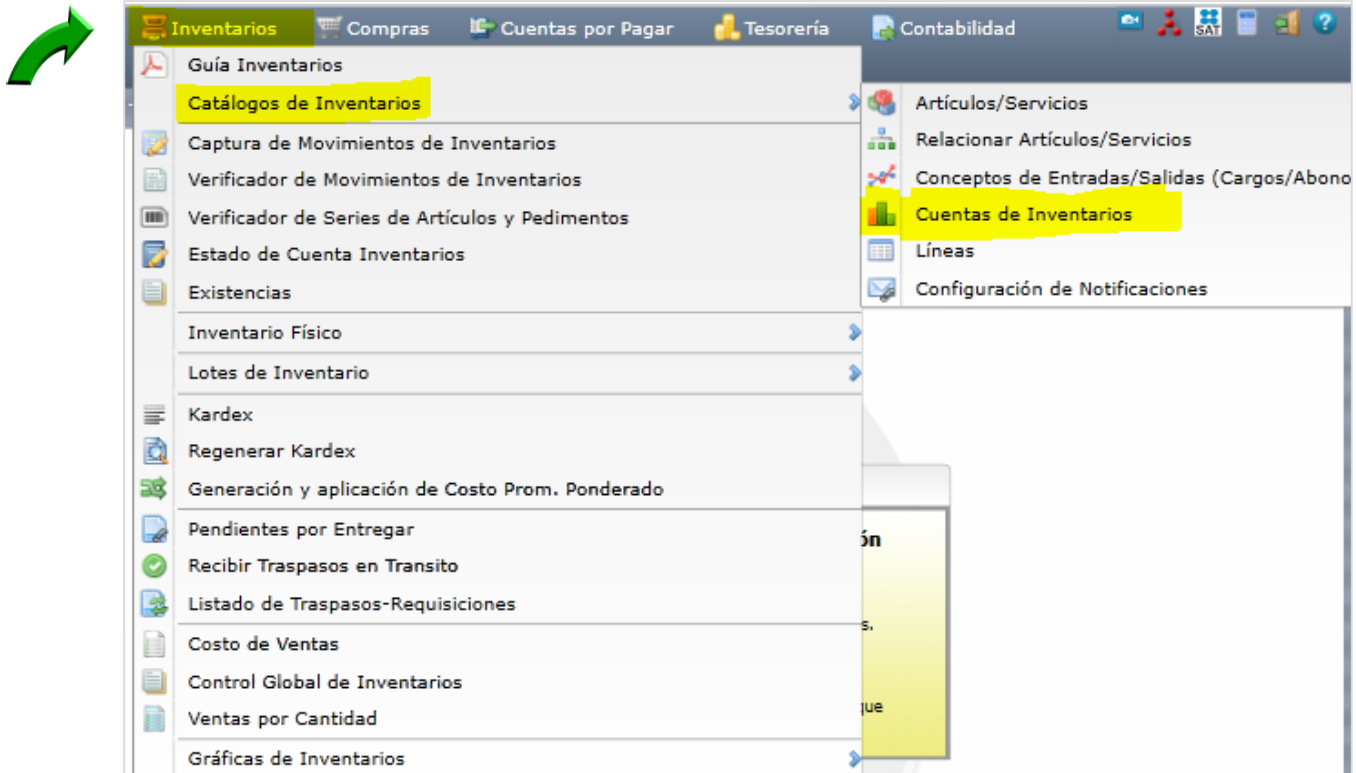 Inventarios Compras Cuentas por Pagar Tesorería Contabilidad SAT
Guía Inventarios
Catálogos de Inventarios
Captura de Movimientos de Inventarios
Verificador de Movimientos de Inventarios
Verificador de Series de Artículos y Pedimentos
Estado de Cuenta Inventarios
Existencias
Inventario Físico
Lotes de Inventario
Kardex
Regenerar Kardex
Generación y aplicación de Costo Prom. Ponderado
Pendientes por Entregar
Recibir Traspasos en Transito
Listado de Traspasos-Requisiciones
Costo de Ventas
Control Global de Inventarios
Ventas por Cantidad
Gráficas de Inventarios
Artículos/Servicios
Relacionar Artículos/Servicios
Conceptos de Entradas/Salidas (Cargos/Abono
Cuentas de Inventarios
Líneas
Configuración de Notificaciones
ón
s.
que